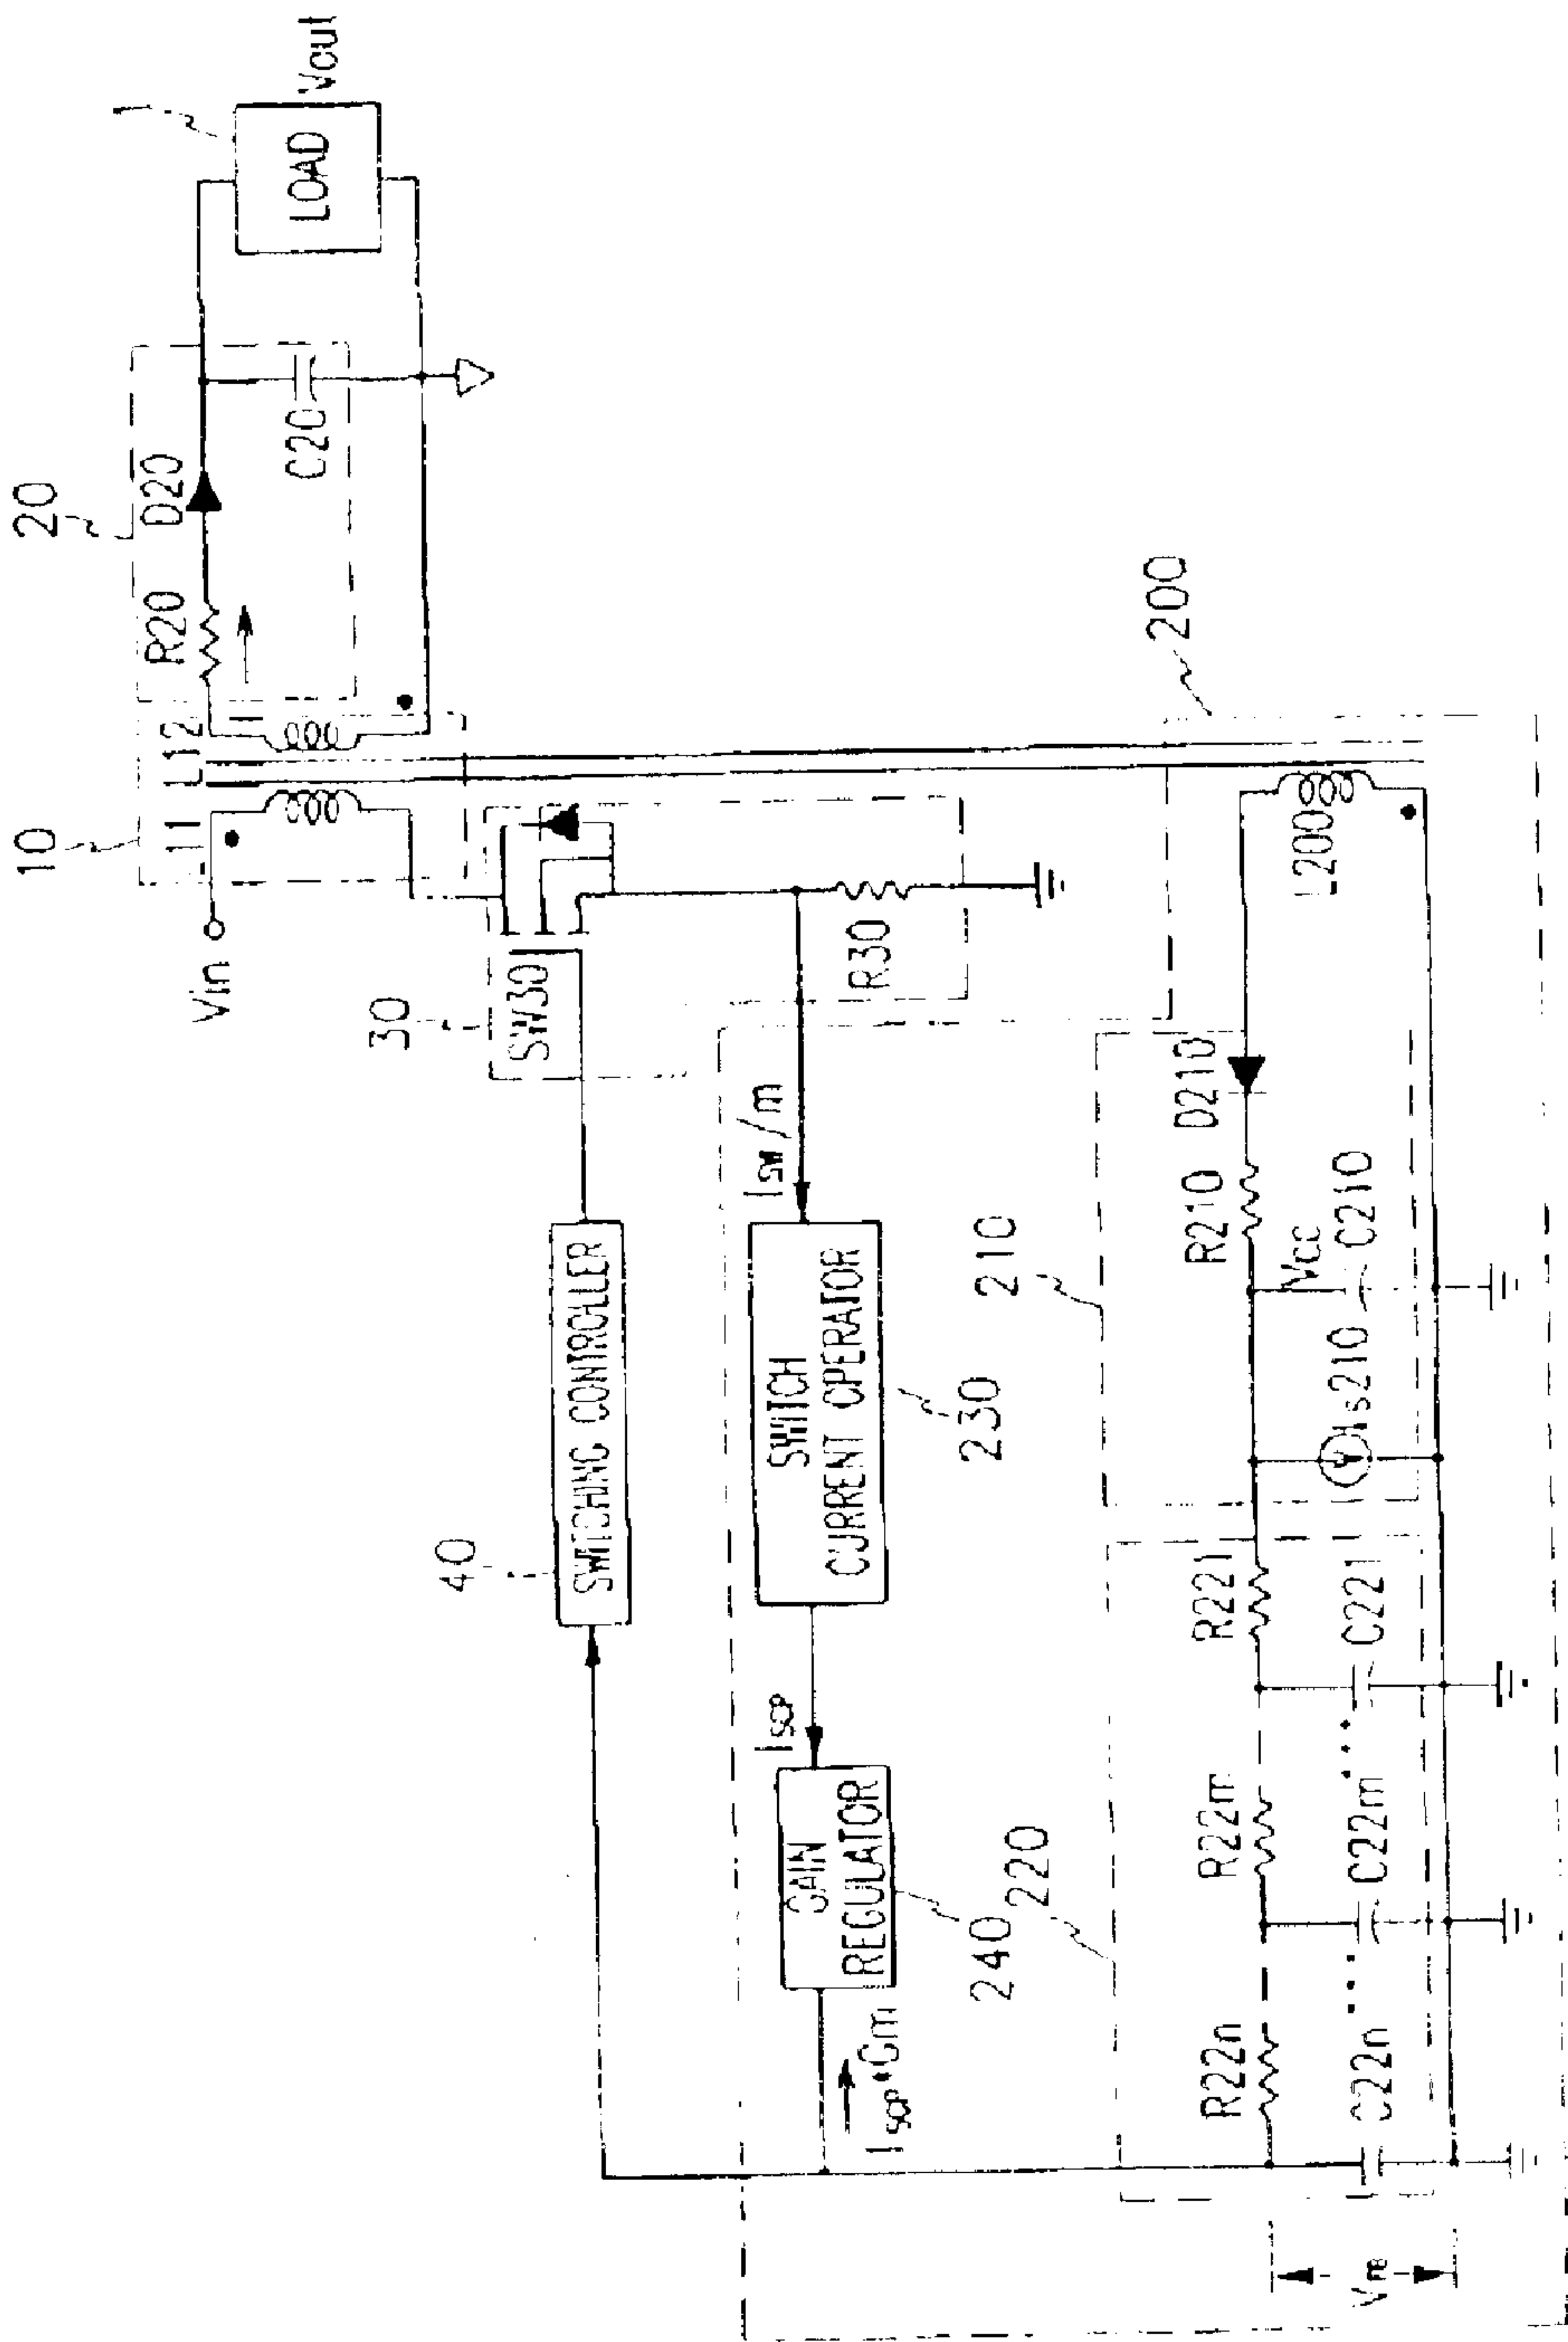 10
L11
L12
20
R20
D20
C20
1
LOAD
Vout
Vin
30
SW30
R30
40
SWITCHING CONTROLLER
Isw/m
SWITCH
CURRENT OPERATOR
230
ISCP
GAIN
REGULATOR
240
ISCP*Gm
200
L200
210
D210
R210
Vcc
C210
Is210
220
R221
C221
R22m
C22m
R22n
C22n
VFB